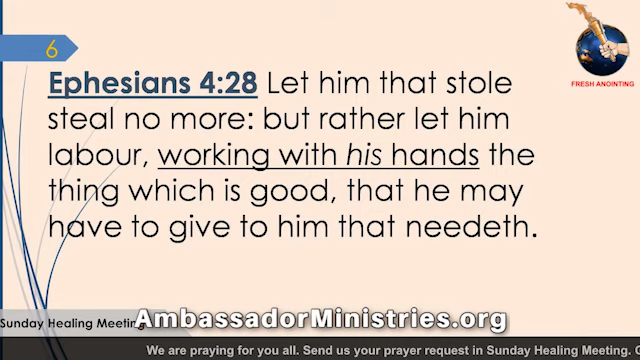 6
FRESH ANOINTING
Ephesians 4:28 Let him that stole
steal no more: but rather let him
labour, working with his hands the
thing which is good, that he may
have to give to him that needeth.
Sunday Healing Meeting
AmbassadorMinistries.org
We are praying for you all. Send us your prayer request in Sunday Healing Meeting.